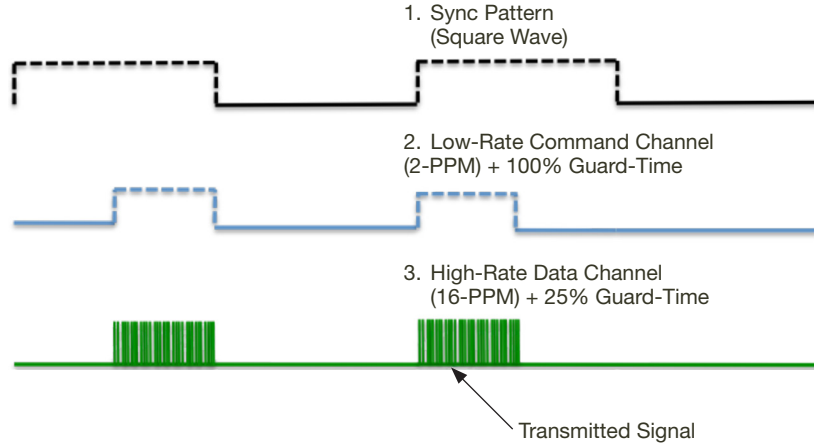 1. Sync Pattern
(Square Wave)
2. Low-Rate Command Channel
(2-PPM) + 100% Guard-Time
3. High-Rate Data Channel
(16-PPM) + 25% Guard-Time
Transmitted Signal